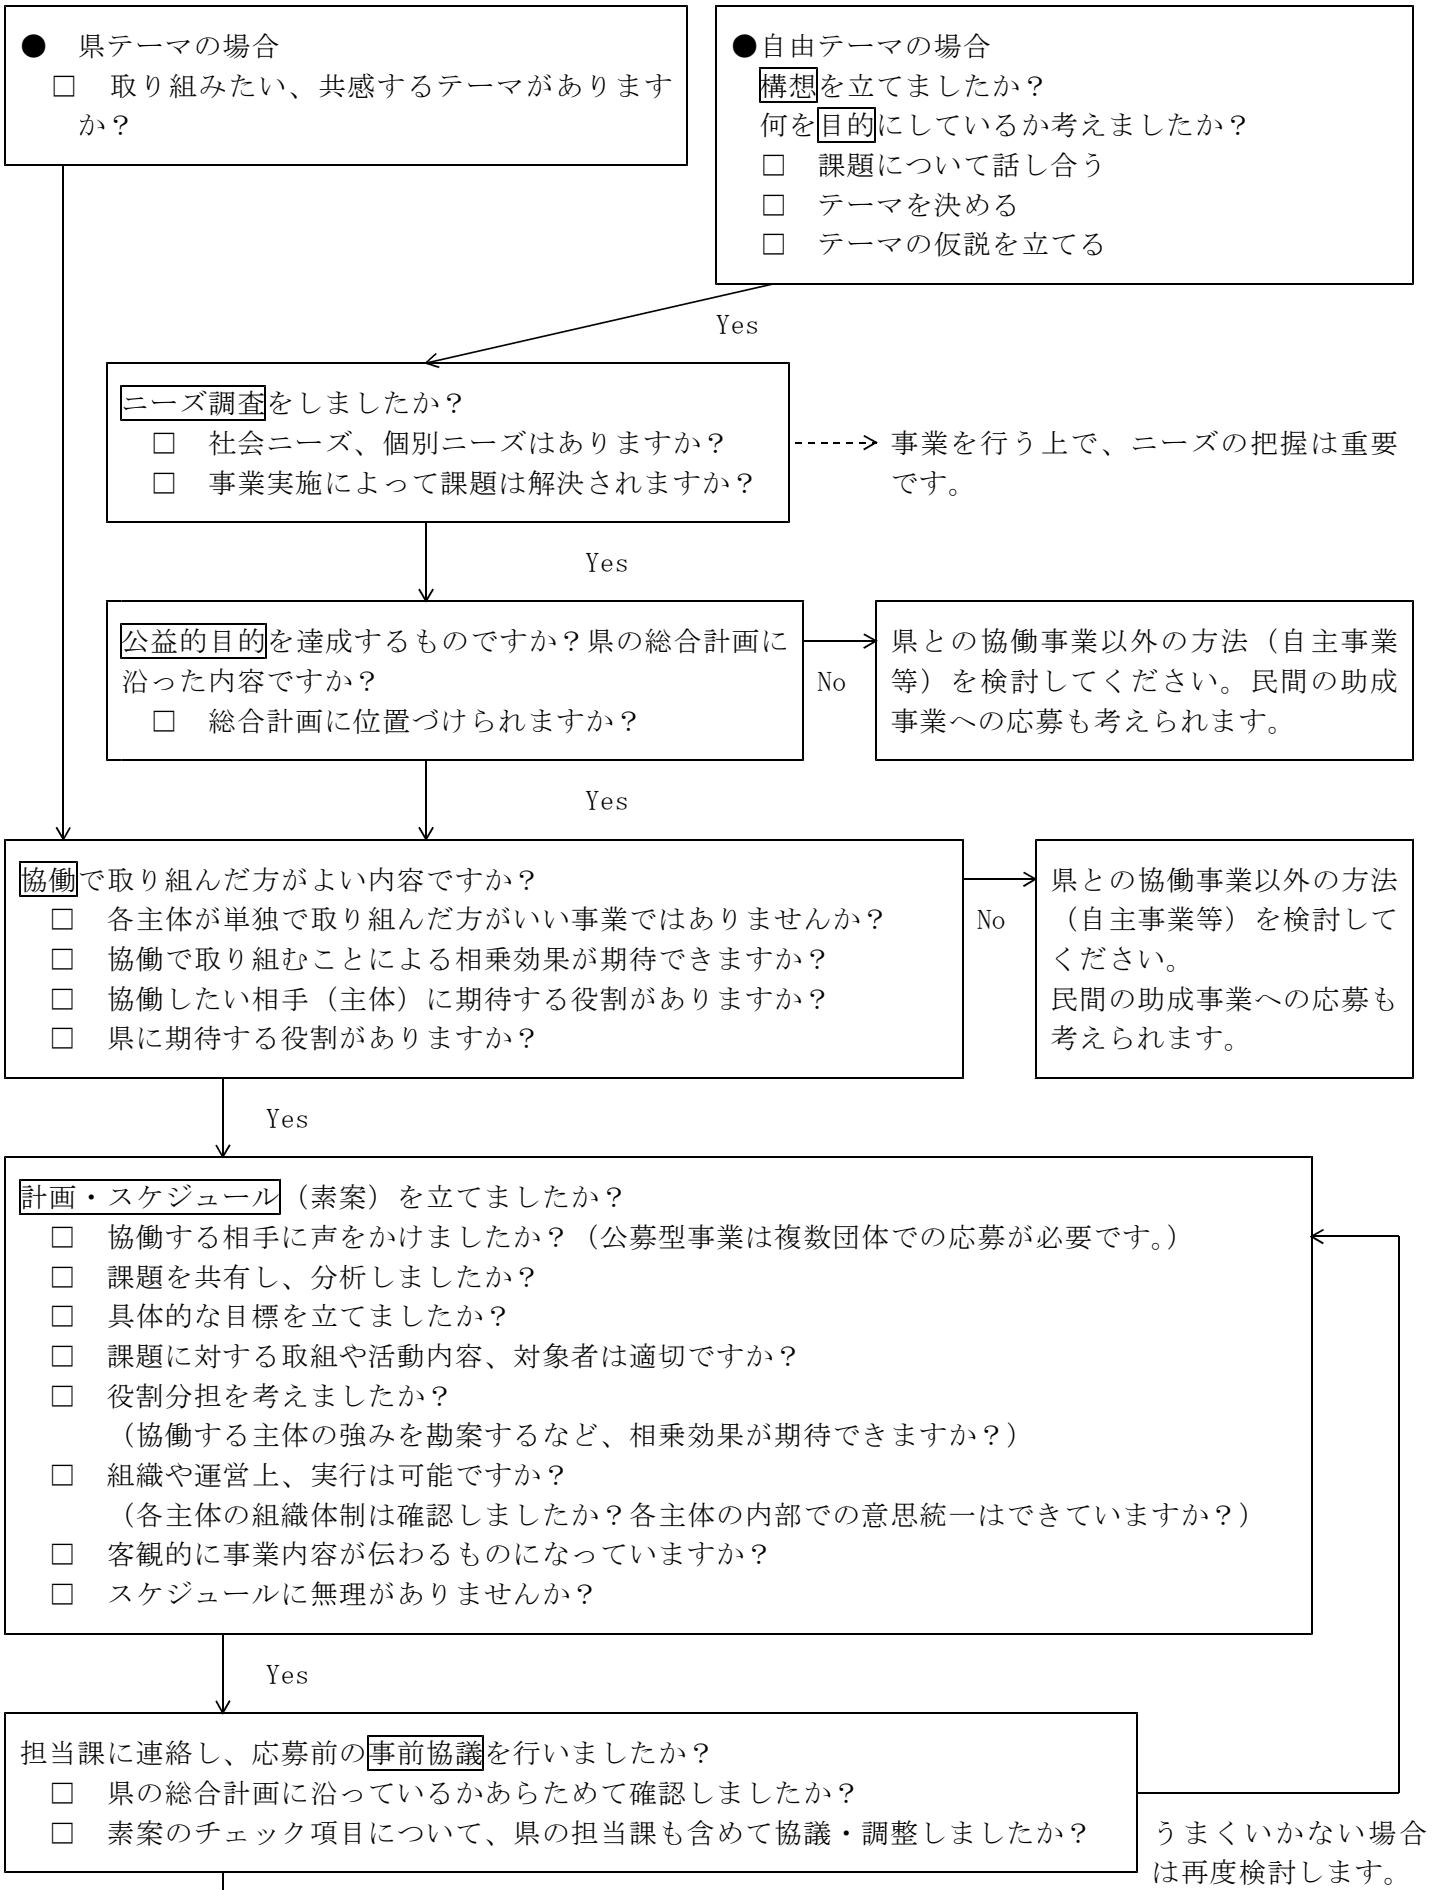 ● 県テーマの場合
□ 取り組みたい、共感するテーマがあります
か？
●自由テーマの場合
構想を立てましたか？
何を目的にしているか考えましたか？
□ 課題について話し合う
□ テーマを決める
□ テーマの仮説を立てる
Yes
ニーズ調査をしましたか？
□ 社会ニーズ、個別ニーズはありますか？
□ 事業実施によって課題は解決されますか？
事業を行う上で、ニーズの把握は重要
です。
Yes
公益的目的を達成するものですか？県の総合計画に
沿った内容ですか？
□ 総合計画に位置づけられますか？
No
県との協働事業以外の方法（自主事業
等）を検討してください。民間の助成
事業への応募も考えられます。
Yes
協働で取り組んだ方がよい内容ですか？
□ 各主体が単独で取り組んだ方がいい事業ではありませんか？
□ 協働で取り組むことによる相乗効果が期待できますか？
□ 協働したい相手（主体）に期待する役割がありますか？
□ 県に期待する役割がありますか？
No
県との協働事業以外の方法
（自主事業等）を検討して
ください。
民間の助成事業への応募も
考えられます。
Yes
計画・スケジュール（素案）を立てましたか？
□ 協働する相手に声をかけましたか？（公募型事業は複数団体での応募が必要です。）
□ 課題を共有し、分析しましたか？
□ 具体的な目標を立てましたか？
□ 課題に対する取組や活動内容、対象者は適切ですか？
□ 役割分担を考えましたか？
（協働する主体の強みを勘案するなど、相乗効果が期待できますか？）
□ 組織や運営上、実行は可能ですか？
（各主体の組織体制は確認しましたか？各主体の内部での意思統一はできていますか？）
□ 客観的に事業内容が伝わるものになっていますか？
□ スケジュールに無理がありませんか？
Yes
担当課に連絡し、応募前の事前協議を行いましたか？
□ 県の総合計画に沿っているかあらためて確認しましたか？
□ 素案のチェック項目について、県の担当課も含めて協議・調整しましたか？
うまくいかない場合
は再度検討します。